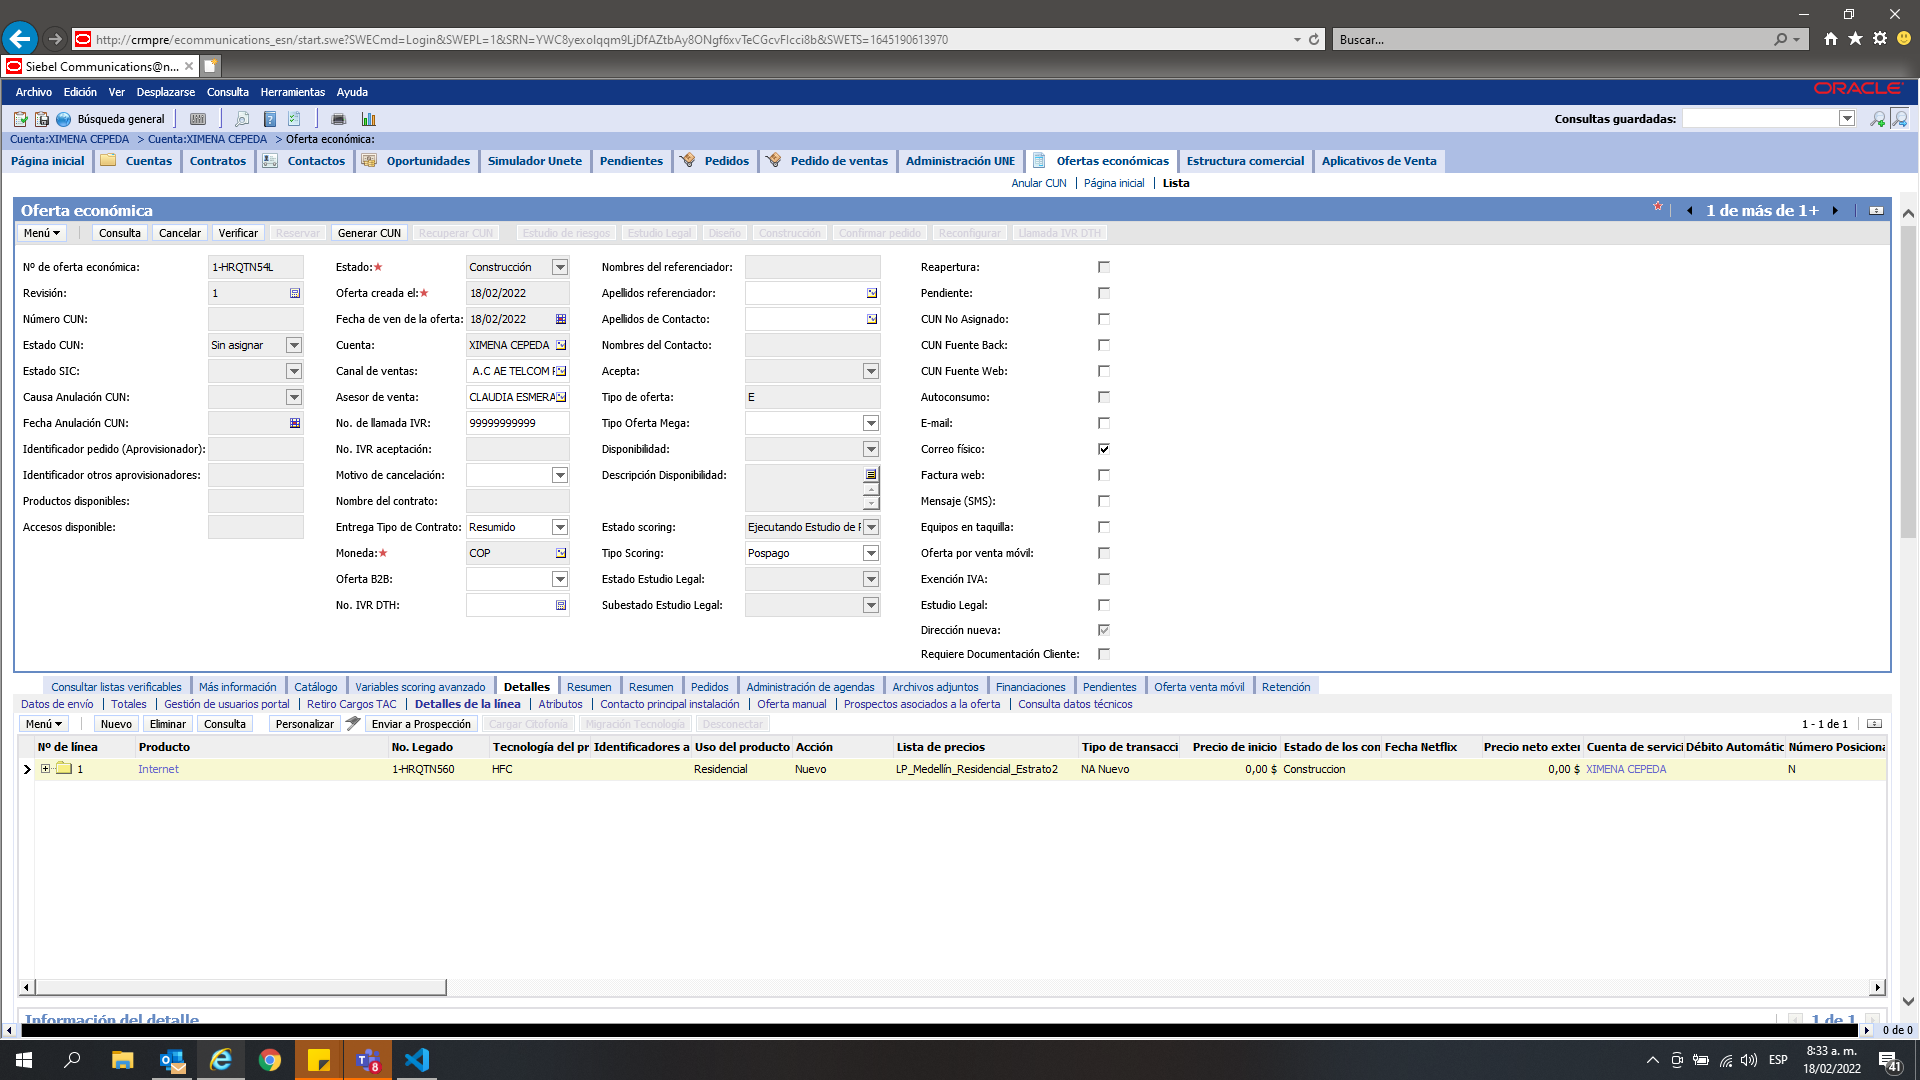 http://crmpre/ecommunications_esn/start.swe?SWECmd=Login&SWEPL=1&SRN=YWC8yexoIqqm9LjDfAZtbAy8ONgf6xvTeCGcvFIcci8b&SWETS=1645190613970
Buscar...
Siebel Communications@n...
Archivo Edición Ver Desplazarse Consulta Herramientas Ayuda
ORACLE
Búsqueda general
Consultas guardadas:
Cuenta:XIMENA CEPEDA > Cuenta:XIMENA CEPEDA > Oferta económica:
Página inicial Cuentas Contratos Contactos Oportunidades Simulador Unete Pendientes Pedidos Pedido de ventas Administración UNE Ofertas económicas Estructura comercial Aplicativos de Venta
Anular CUN | Página inicial | Lista
Oferta económica
1 de más de 1+
Menú Consulta Cancelar Verificar Reservar Generar CUN Recuperar CUN Estudio de riesgos Estudio Legal Diseño Construcción Confirmar pedido Reconfigurar Llamada IVR DTH
Nº de oferta económica: 1-HRQTN54L Estado:★ Construcción Nombres del referenciador: Reapertura:
Revisión: 1 Oferta creada el:★ 18/02/2022 Apellidos referenciador: Pendiente:
Número CUN: Fecha de ven de la oferta: 18/02/2022 Apellidos de Contacto: CUN No Asignado:
Estado CUN: Sin asignar Cuenta: XIMENA CEPEDA Nombres del Contacto: CUN Fuente Back:
Estado SIC: Canal de ventas: A.C AE TELCOM F Acepta: CUN Fuente Web:
Causa Anulación CUN: Asesor de venta: CLAUDIA ESMERA Tipo de oferta: E Autoconsumo:
Fecha Anulación CUN: No. de llamada IVR: 99999999999 Tipo Oferta Mega: E-mail:
Identificador pedido (Aprovisionador): No. IVR aceptación: Disponibilidad: Correo físico:
Identificador otros aprovisionadores: Motivo de cancelación: Descripción Disponibilidad: Factura web:
Productos disponibles: Nombre del contrato: Mensaje (SMS):
Accesos disponible: Entrega Tipo de Contrato: Resumido Estado scoring: Ejecutando Estudio de F Equipos en taquilla:
Moneda:★ COP Tipo Scoring: Pospago Oferta por venta móvil:
Oferta B2B: Estado Estudio Legal: Exención IVA:
No. IVR DTH: Subestado Estudio Legal: Estudio Legal:
Dirección nueva:
Requiere Documentación Cliente:
Consultar listas verificables Más información Catálogo Variables scoring avanzado Detalles Resumen Resumen Pedidos Administración de agendas Archivos adjuntos Financiaciones Pendientes Oferta venta móvil Retención
Datos de envío | Totales | Gestión de usuarios portal | Retiro Cargos TAC | Detalles de la línea | Atributos | Contacto principal instalación | Oferta manual | Prospectos asociados a la oferta | Consulta datos técnicos
Menú Nuevo Eliminar Consulta Personalizar Enviar a Prospección Cargar Citofonía Migración Tecnología Desconectar 1 - 1 de 1
Nº de línea Producto No. Legado Tecnología del pr Identificadores a Uso del producto Acción Lista de precios Tipo de transacci Precio de inicio Estado de los con Fecha Netflix Precio neto exter Cuenta de servici Débito Automátic Número Posiciona
1 Internet 1-HRQTN560 HFC Residencial Nuevo LP_Medellín_Residencial_Estrato2 NA Nuevo 0,00 $ Construccion 0,00 $ XIMENA CEPEDA N
Información del detalle
1 de 1
0 de 0
8
ESP
8:33 a. m.
18/02/2022
41